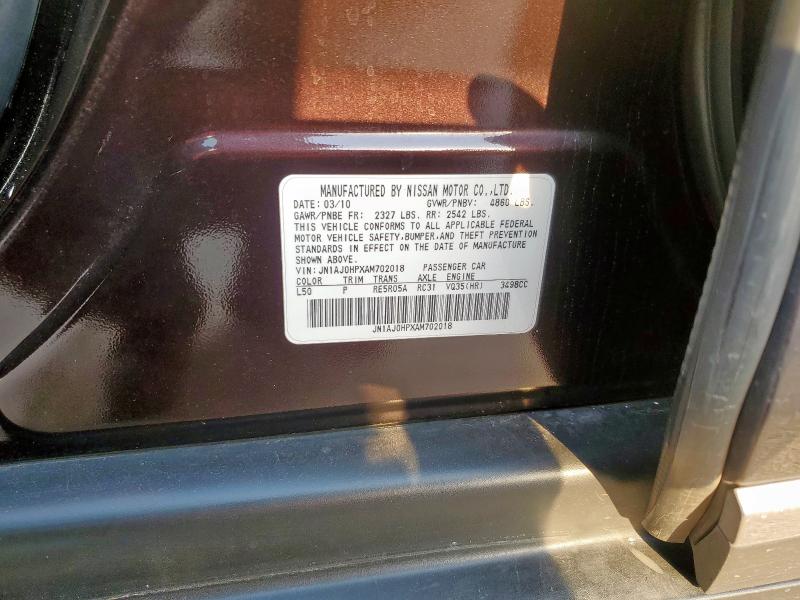 MANUFACTURED BY NISSAN MOTOR CO.,LTD.
DATE: 03/10 GVWR/PNBV: 4860 LBS.
GAWR/PNBE FR: 2327 LBS. RR: 2542 LBS.
THIS VEHICLE CONFORMS TO ALL APPLICABLE FEDERAL
MOTOR VEHICLE SAFETY,BUMPER,AND THEFT PREVENTION
STANDARDS IN EFFECT ON THE DATE OF MANUFACTURE
SHOWN ABOVE.
VIN: JN1AJ0HPXAM702018 PASSENGER CAR
COLOR TRIM TRANS AXLE ENGINE
L50 P RE5R05A RC31 VQ35(HR) 3498CC
JN1AJ0HPXAM702018